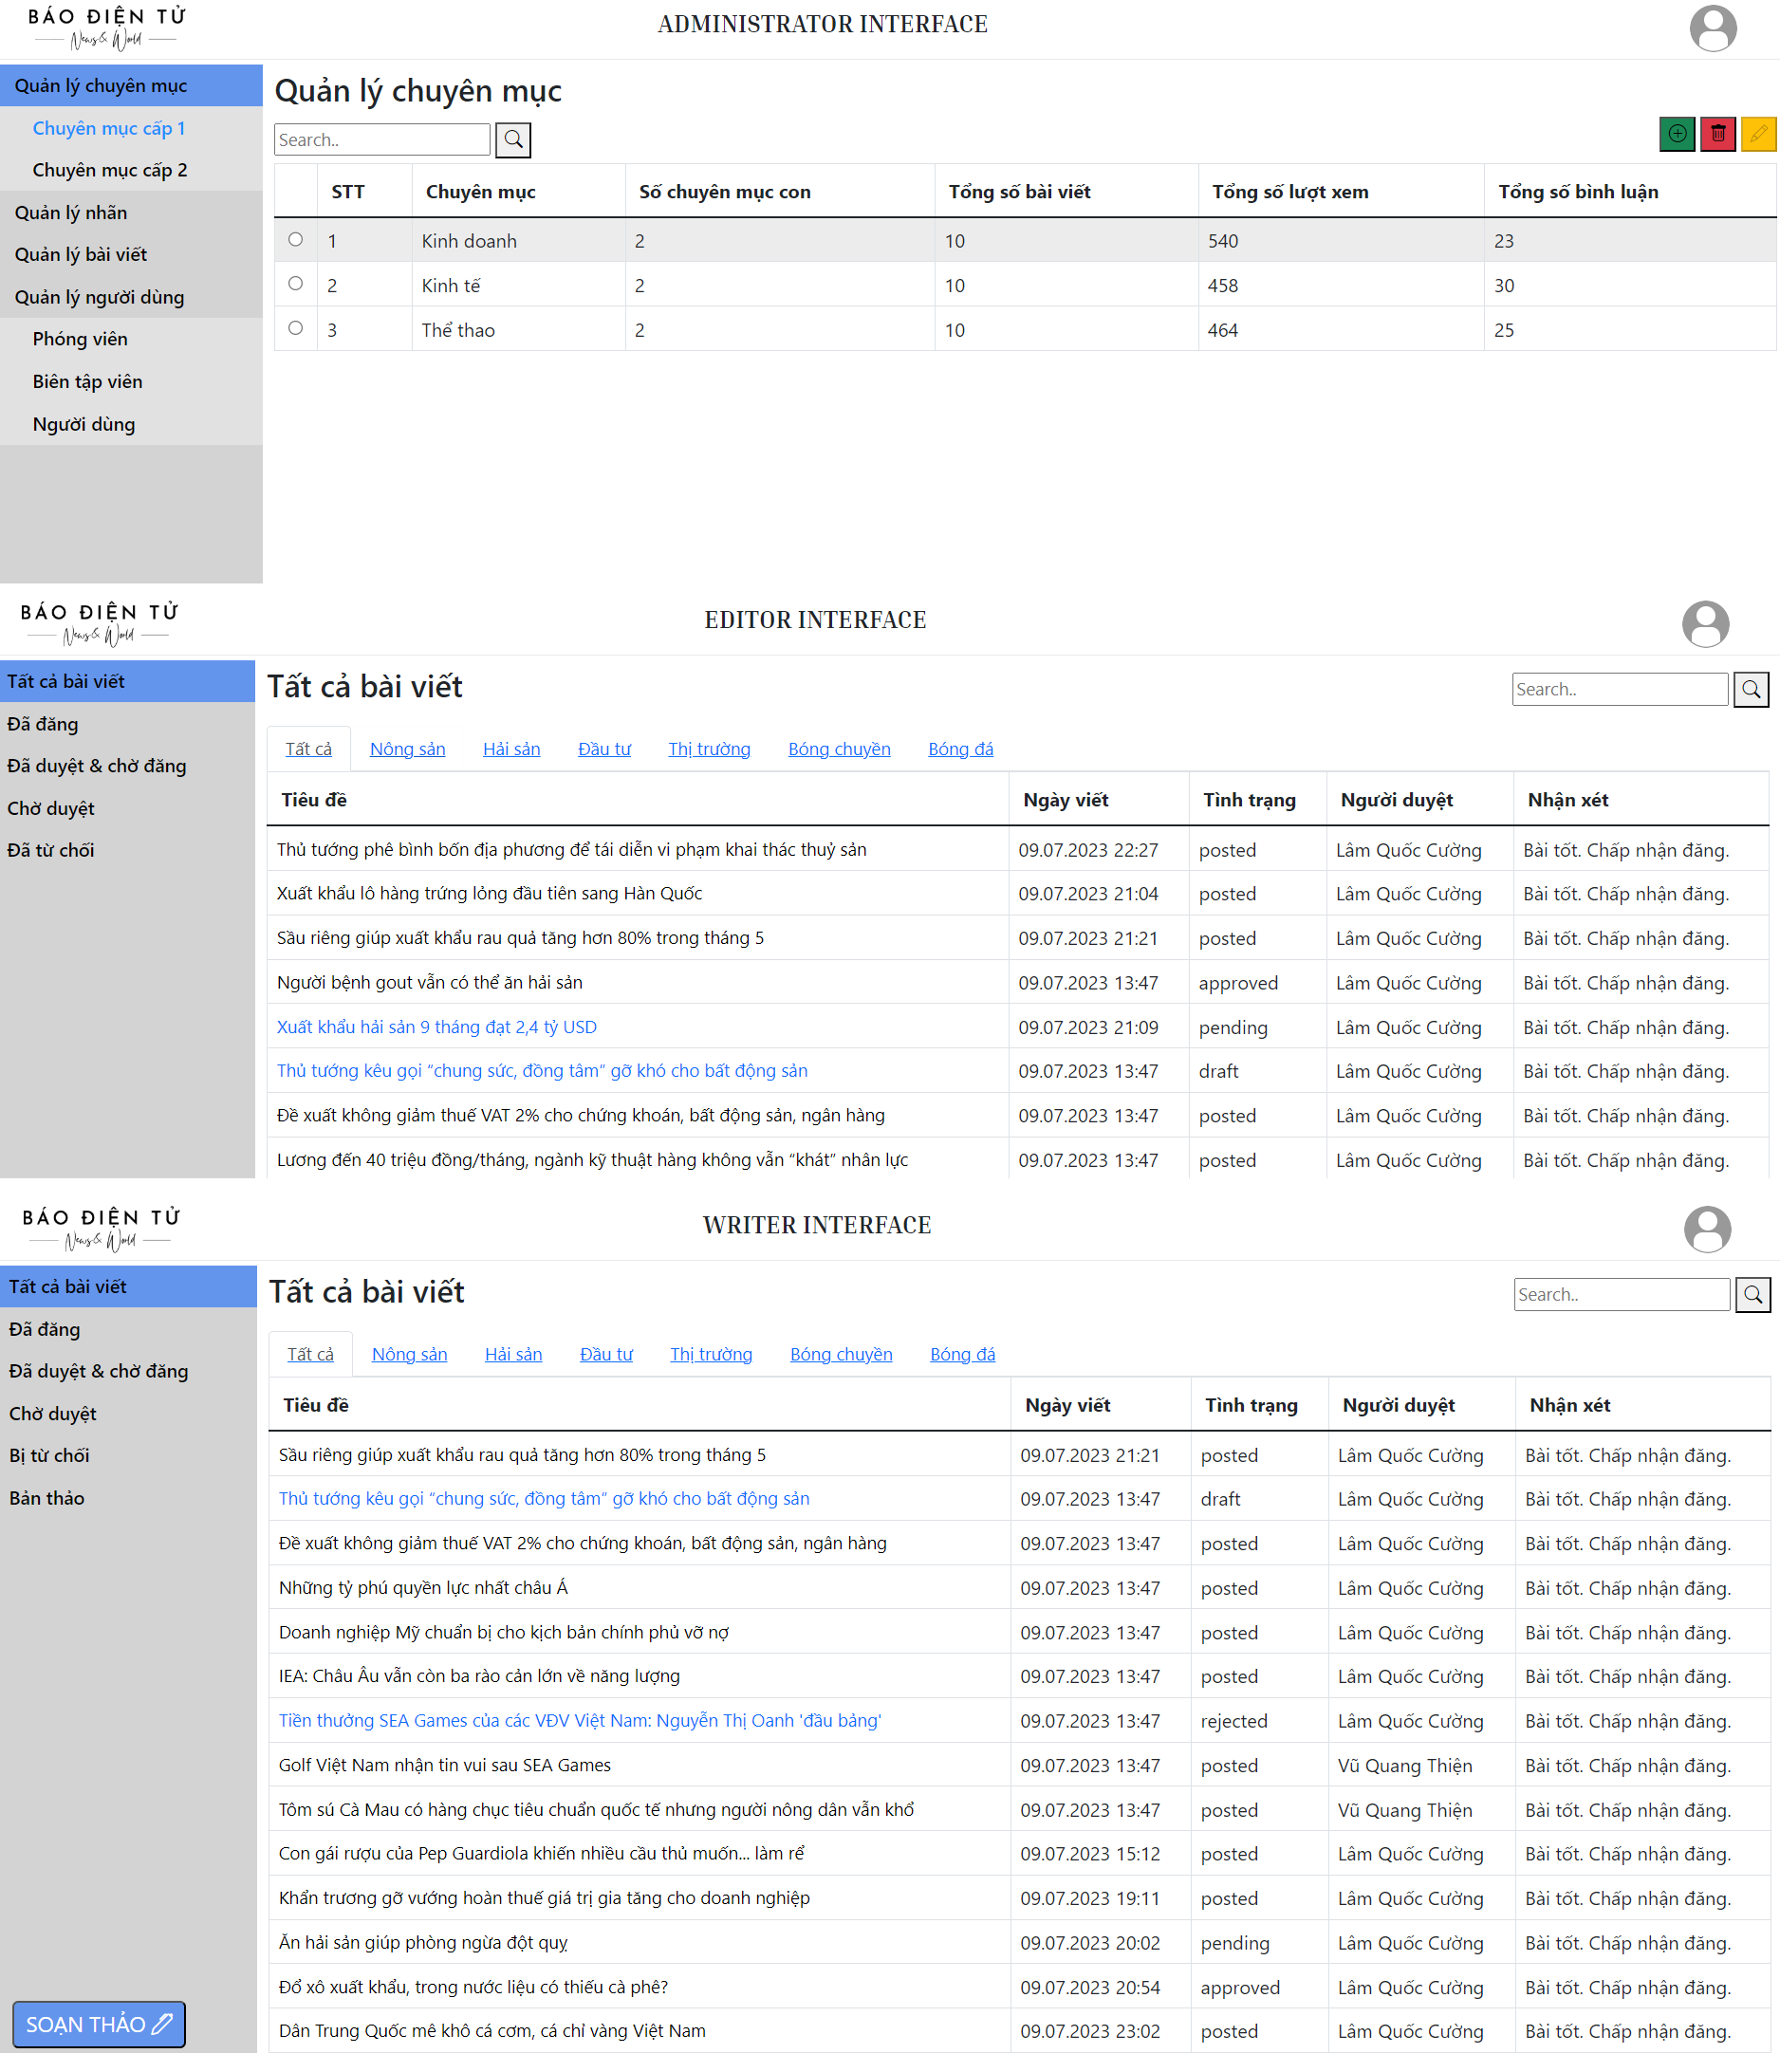 BÁO ĐIỆN TỬ
News & World
ADMINISTRATOR INTERFACE
Quản lý chuyên mục
Chuyên mục cấp 1
Chuyên mục cấp 2
Quản lý nhãn
Quản lý bài viết
Quản lý người dùng
Phóng viên
Biên tập viên
Người dùng
Quản lý chuyên mục
Search..
STT Chuyên mục Số chuyên mục con Tổng số bài viết Tổng số lượt xem Tổng số bình luận
1 Kinh doanh 2 10 540 23
2 Kinh tế 2 10 458 30
3 Thể thao 2 10 464 25
BÁO ĐIỆN TỬ
News & World
EDITOR INTERFACE
Tất cả bài viết
Đã đăng
Đã duyệt & chờ đăng
Chờ duyệt
Đã từ chối
Tất cả bài viết
Search..
Tất cả Nông sản Hải sản Đầu tư Thị trường Bóng chuyền Bóng đá
Tiêu đề Ngày viết Tình trạng Người duyệt Nhận xét
Thủ tướng phê bình bốn địa phương để tái diễn vi phạm khai thác thuỷ sản 09.07.2023 22:27 posted Lâm Quốc Cường Bài tốt. Chấp nhận đăng.
Xuất khẩu lô hàng trứng lỏng đầu tiên sang Hàn Quốc 09.07.2023 21:04 posted Lâm Quốc Cường Bài tốt. Chấp nhận đăng.
Sầu riêng giúp xuất khẩu rau quả tăng hơn 80% trong tháng 5 09.07.2023 21:21 posted Lâm Quốc Cường Bài tốt. Chấp nhận đăng.
Người bệnh gout vẫn có thể ăn hải sản 09.07.2023 13:47 approved Lâm Quốc Cường Bài tốt. Chấp nhận đăng.
Xuất khẩu hải sản 9 tháng đạt 2,4 tỷ USD 09.07.2023 21:09 pending Lâm Quốc Cường Bài tốt. Chấp nhận đăng.
Thủ tướng kêu gọi “chung sức, đồng tâm” gỡ khó cho bất động sản 09.07.2023 13:47 draft Lâm Quốc Cường Bài tốt. Chấp nhận đăng.
Đề xuất không giảm thuế VAT 2% cho chứng khoán, bất động sản, ngân hàng 09.07.2023 13:47 posted Lâm Quốc Cường Bài tốt. Chấp nhận đăng.
Lương đến 40 triệu đồng/tháng, ngành kỹ thuật hàng không vẫn “khát” nhân lực 09.07.2023 13:47 posted Lâm Quốc Cường Bài tốt. Chấp nhận đăng.
BÁO ĐIỆN TỬ
News & World
WRITER INTERFACE
Tất cả bài viết
Đã đăng
Đã duyệt & chờ đăng
Chờ duyệt
Bị từ chối
Bản thảo
SOẠN THẢO
Tất cả bài viết
Search..
Tất cả Nông sản Hải sản Đầu tư Thị trường Bóng chuyền Bóng đá
Tiêu đề Ngày viết Tình trạng Người duyệt Nhận xét
Sầu riêng giúp xuất khẩu rau quả tăng hơn 80% trong tháng 5 09.07.2023 21:21 posted Lâm Quốc Cường Bài tốt. Chấp nhận đăng.
Thủ tướng kêu gọi “chung sức, đồng tâm” gỡ khó cho bất động sản 09.07.2023 13:47 draft Lâm Quốc Cường Bài tốt. Chấp nhận đăng.
Đề xuất không giảm thuế VAT 2% cho chứng khoán, bất động sản, ngân hàng 09.07.2023 13:47 posted Lâm Quốc Cường Bài tốt. Chấp nhận đăng.
Những tỷ phú quyền lực nhất châu Á 09.07.2023 13:47 posted Lâm Quốc Cường Bài tốt. Chấp nhận đăng.
Doanh nghiệp Mỹ chuẩn bị cho kịch bản chính phủ vỡ nợ 09.07.2023 13:47 posted Lâm Quốc Cường Bài tốt. Chấp nhận đăng.
IEA: Châu Âu vẫn còn ba rào cản lớn về năng lượng 09.07.2023 13:47 posted Lâm Quốc Cường Bài tốt. Chấp nhận đăng.
Tiền thưởng SEA Games của các VĐV Việt Nam: Nguyễn Thị Oanh 'đầu bảng' 09.07.2023 13:47 rejected Lâm Quốc Cường Bài tốt. Chấp nhận đăng.
Golf Việt Nam nhận tin vui sau SEA Games 09.07.2023 13:47 posted Vũ Quang Thiện Bài tốt. Chấp nhận đăng.
Tôm sú Cà Mau có hàng chục tiêu chuẩn quốc tế nhưng người nông dân vẫn khổ 09.07.2023 13:47 posted Vũ Quang Thiện Bài tốt. Chấp nhận đăng.
Con gái rượu của Pep Guardiola khiến nhiều cầu thủ muốn... làm rể 09.07.2023 15:12 posted Lâm Quốc Cường Bài tốt. Chấp nhận đăng.
Khẩn trương gỡ vướng hoàn thuế giá trị gia tăng cho doanh nghiệp 09.07.2023 19:11 posted Lâm Quốc Cường Bài tốt. Chấp nhận đăng.
Ăn hải sản giúp phòng ngừa đột quỵ 09.07.2023 20:02 pending Lâm Quốc Cường Bài tốt. Chấp nhận đăng.
Đổ xô xuất khẩu, trong nước liệu có thiếu cà phê? 09.07.2023 20:54 approved Lâm Quốc Cường Bài tốt. Chấp nhận đăng.
Dân Trung Quốc mê khô cá cơm, cá chỉ vàng Việt Nam 09.07.2023 23:02 posted Lâm Quốc Cường Bài tốt. Chấp nhận đăng.